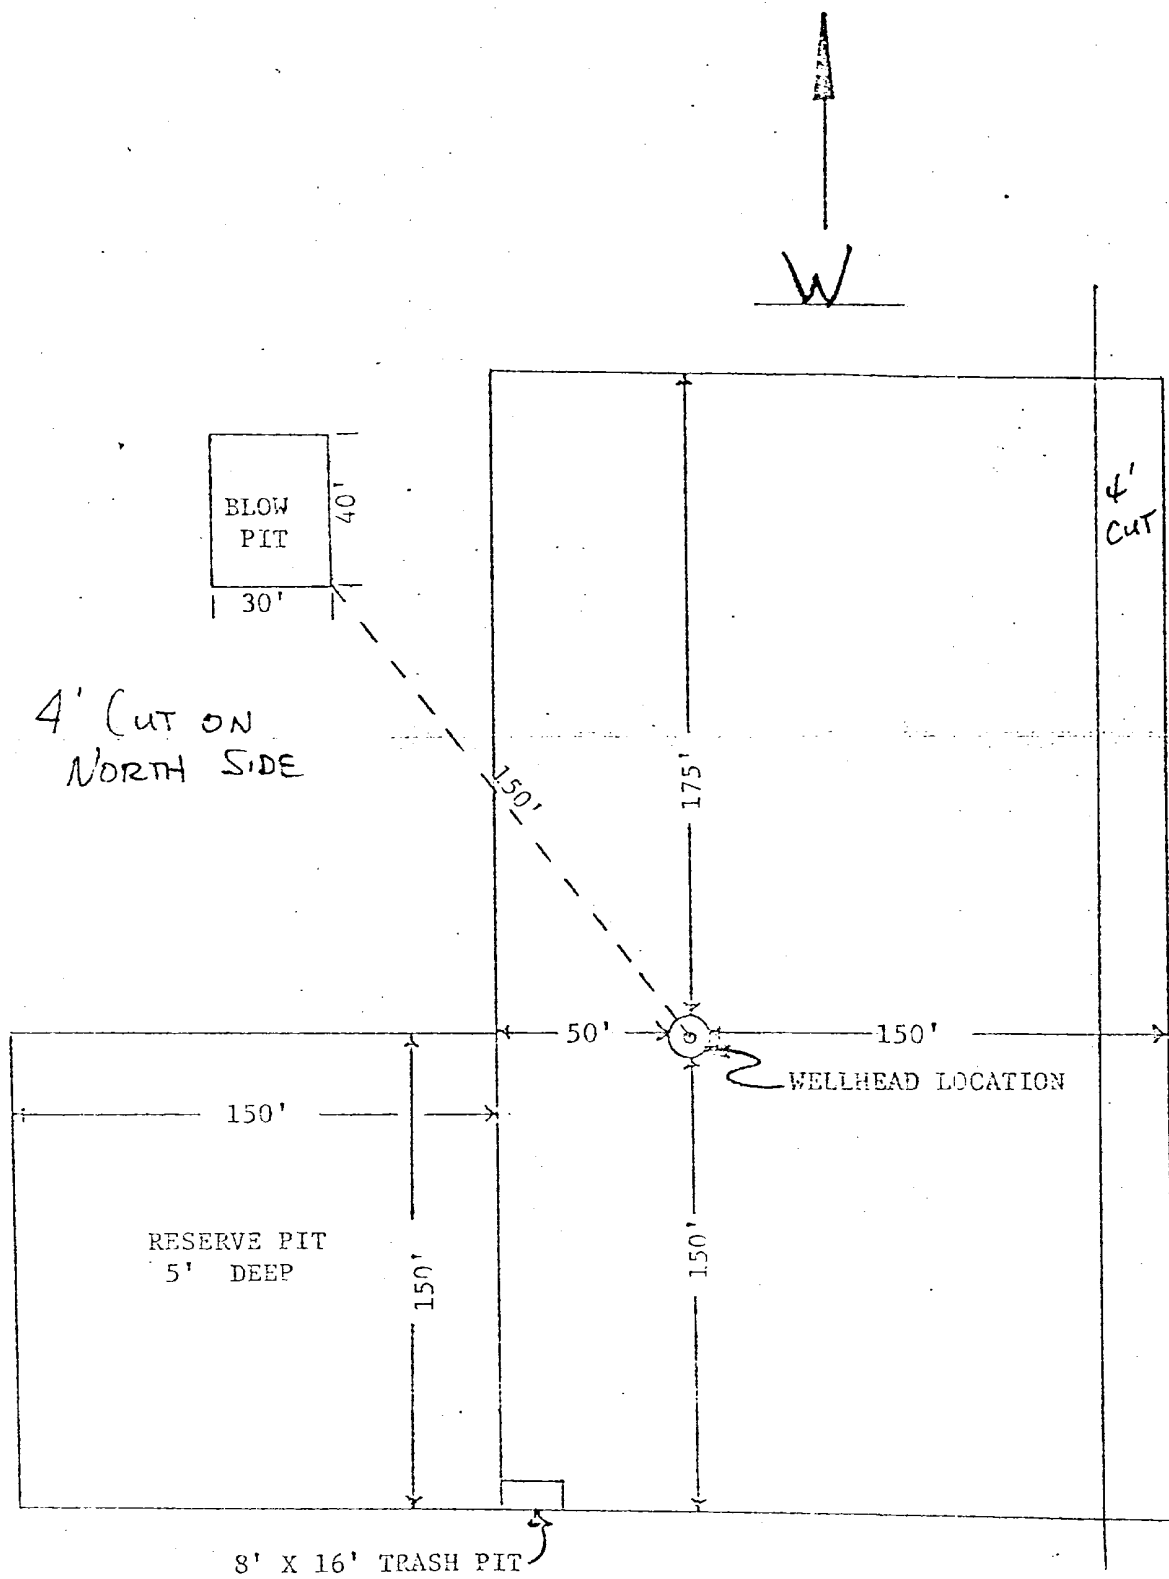 W
4'
CUT
BLOW
PIT
40'
30'
4' CUT ON
NORTH SIDE
150'
175'
50'
150'
WELLHEAD LOCATION
150'
RESERVE PIT
5' DEEP
150'
150'
8' X 16' TRASH PIT